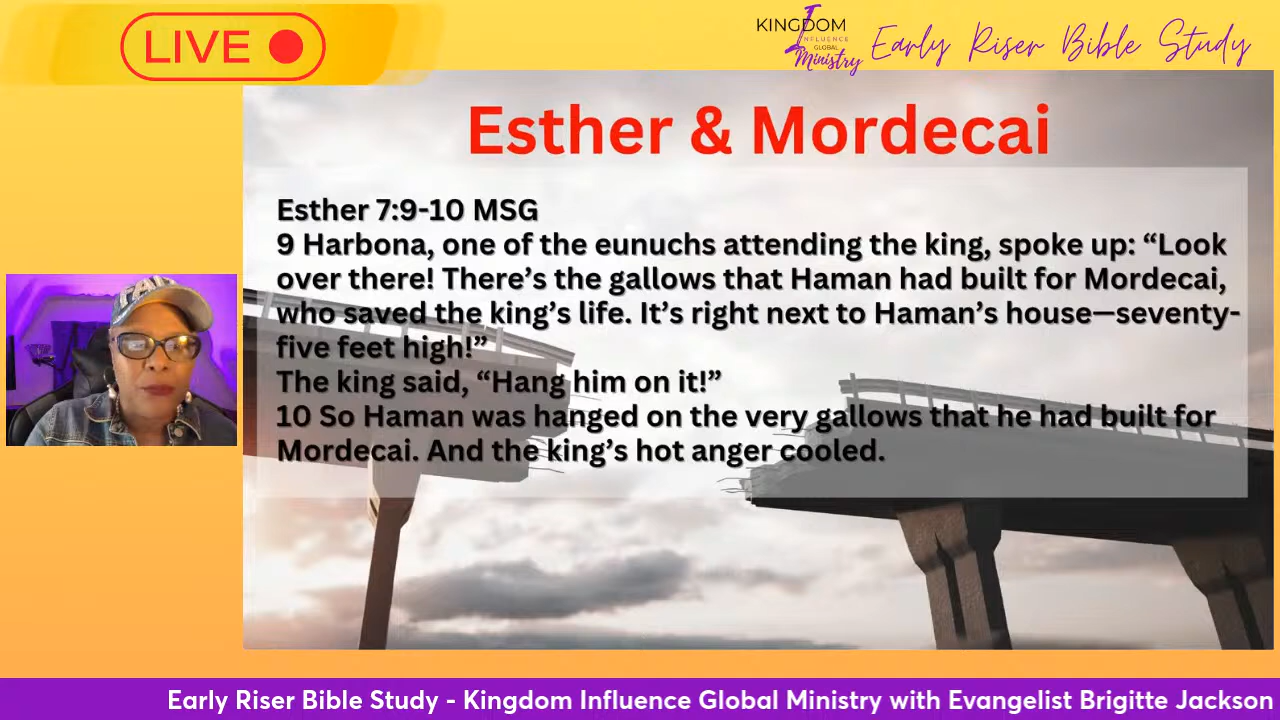 LIVE
KINGDOM
INFLUENCE
GLOBAL
Ministry
Early Riser Bible Study
Esther & Mordecai
Esther 7:9-10 MSG
9 Harbona, one of the eunuchs attending the king, spoke up: “Look
over there! There’s the gallows that Haman had built for Mordecai,
who saved the king’s life. It’s right next to Haman’s house—seventy-
five feet high!”
The king said, “Hang him on it!”
10 So Haman was hanged on the very gallows that he had built for
Mordecai. And the king’s hot anger cooled.
Early Riser Bible Study - Kingdom Influence Global Ministry with Evangelist Brigitte Jackson